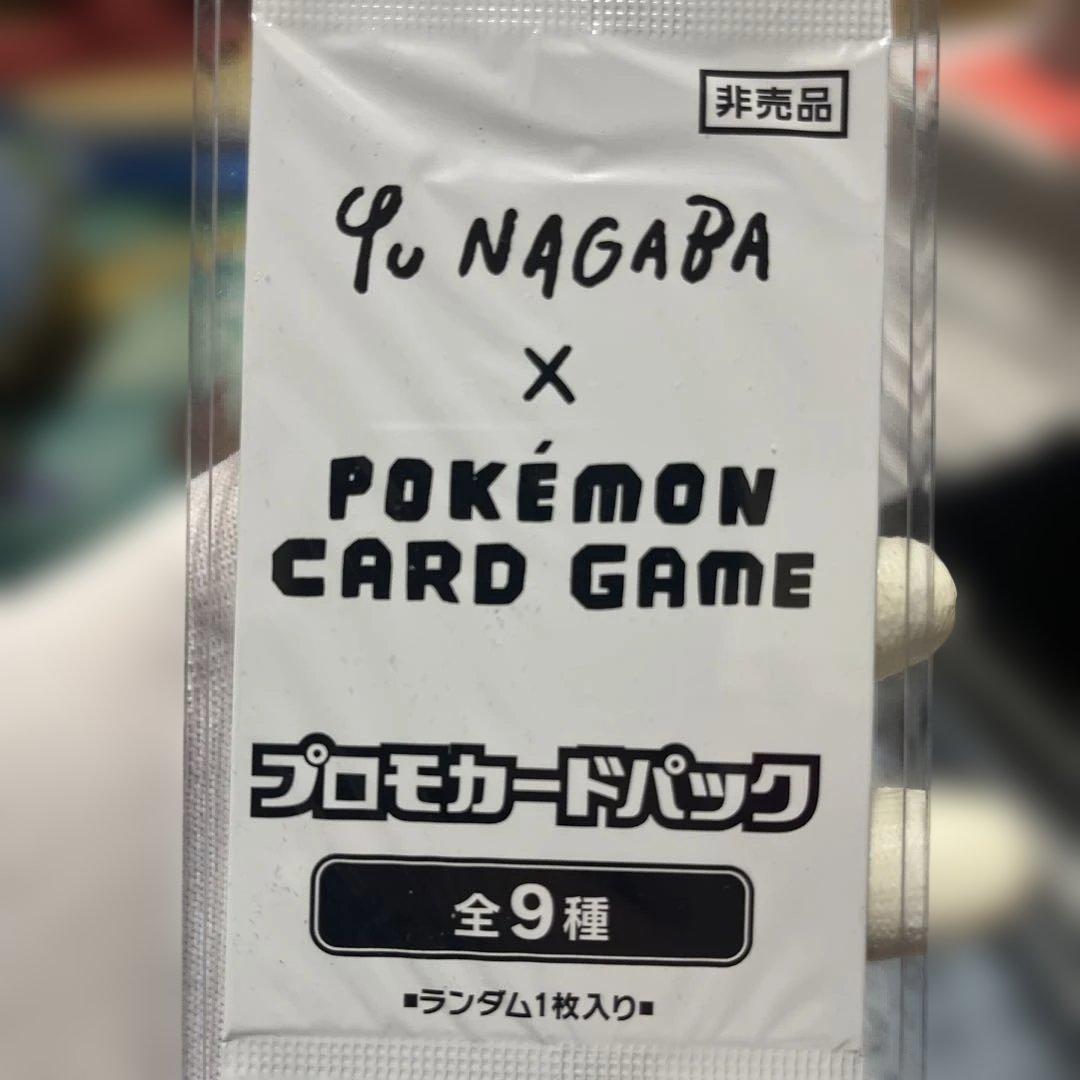 非売品
Yu NAGABA
×
POKÉMON
CARD GAME
プロモカードパック
全9種
■ランダム1枚入り■